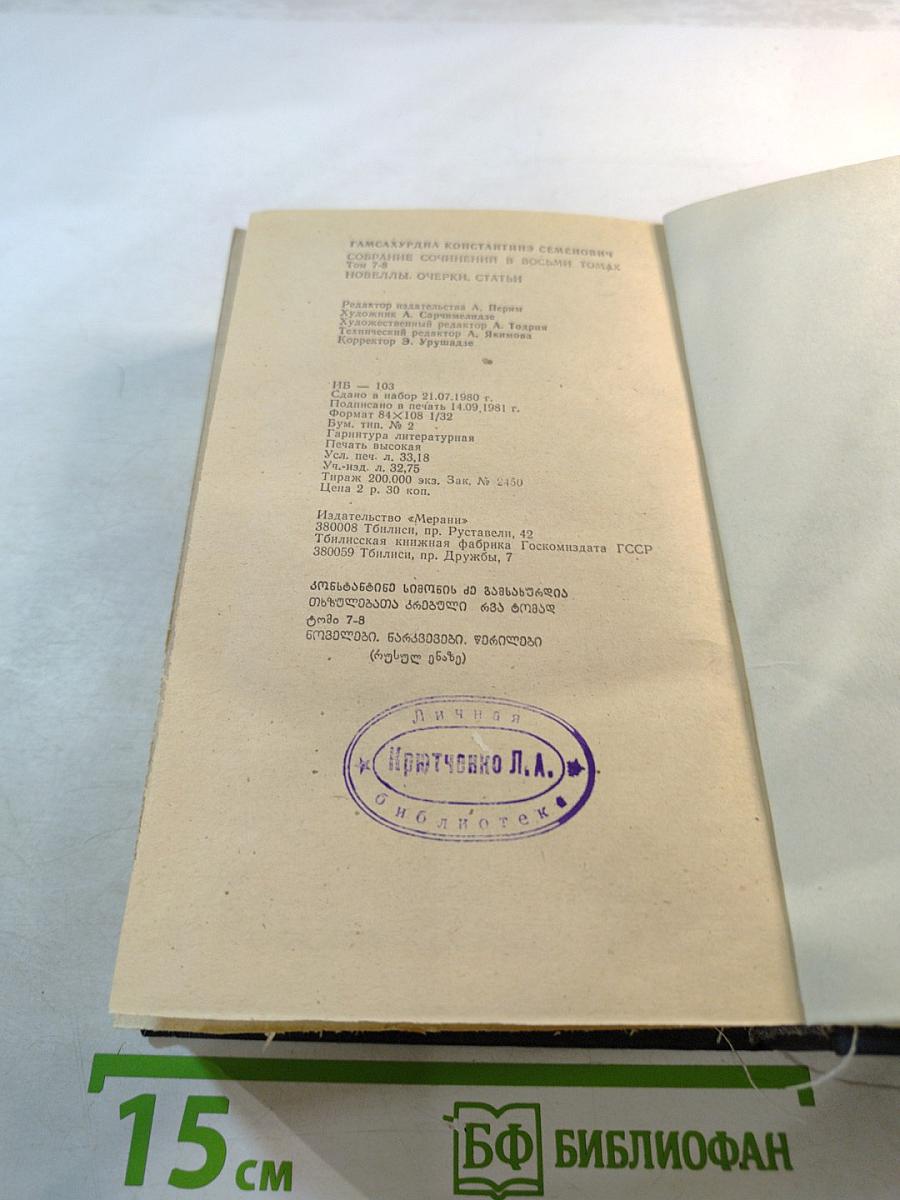 ГАМСАХУРДИА КОНСТАНТИНЭ СЕМЕНОВИЧ
СОБРАНИЕ СОЧИНЕНИЙ В ВОСЬМИ ТОМАХ
Том 7-8
НОВЕЛЛЫ. ОЧЕРКИ. СТАТЬИ
Редактор издательства А. Перим
Художник А. Сарчимелидзе
Художественный редактор А. Тодрия
Технический редактор А. Якимова
Корректор Э. Урушадзе
ИБ — 103
Сдано в набор 21.07.1980 г.
Подписано в печать 14.09.1981 г.
Формат 84×108 1/32
Бум. тип. № 2
Гарнитура литературная
Печать высокая
Усл. печ. л. 33,18
Уч.-изд. л. 32,75
Тираж 200.000 экз. Зак. № 2450
Цена 2 р. 30 коп.
Издательство «Мерани»
380008 Тбилиси, пр. Руставели, 42
Тбилисская книжная фабрика Госкомиздата ГССР
380059 Тбилиси, пр. Дружбы, 7
კონსტანტინე სიმონის ძე გამსახურდია
თხზულებათა კრებული რვა ტომად
ტომი 7-8
ნოველები, ნარკვევები, წერილები
(რუსულ ენაზე)
Личная
Крютченко Л.А.
библиотека
15 см
БФ БИБЛИОФАН